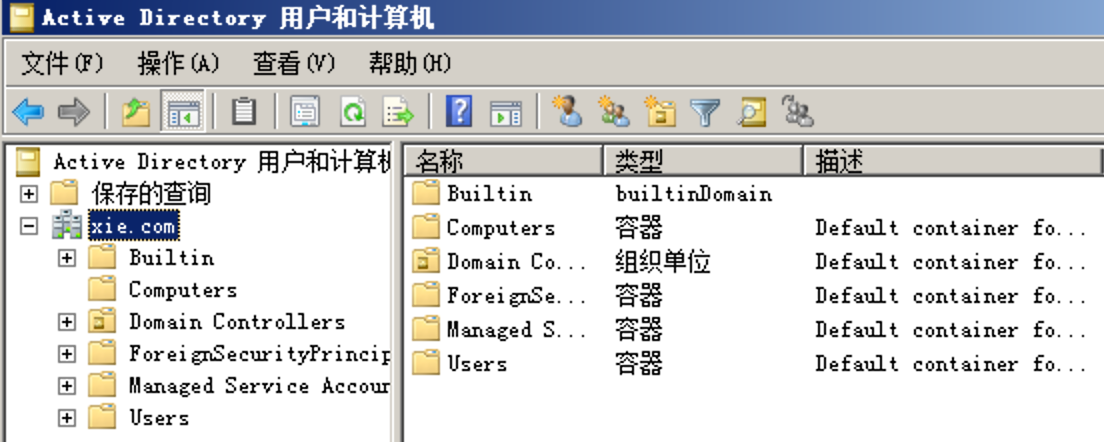 Active Directory 用户和计算机
文件(F) 操作(A) 查看(V) 帮助(H)
Active Directory 用户和计算机
保存的查询
xie.com
Builtin
Computers
Domain Controllers
ForeignSecurityPrincip
Managed Service Accour
Users
名称 类型 描述
Builtin builtinDomain
Computers 容器 Default container fo...
Domain Co... 组织单位 Default container fo...
ForeignSe... 容器 Default container fo...
Managed S... 容器 Default container fo...
Users 容器 Default container fo...